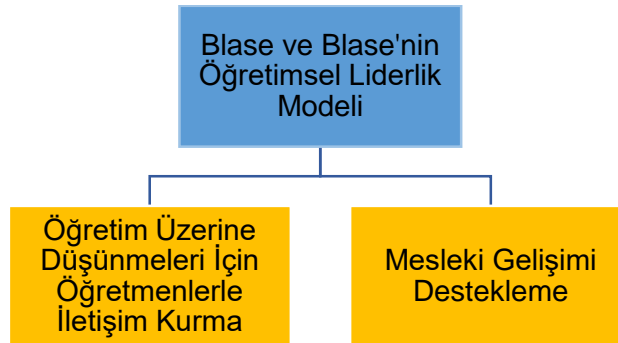 Blase ve Blase'nin
Öğretimsel Liderlik
Modeli
Öğretim Üzerine
Düşünmeleri İçin
Öğretmenlerle
İletişim Kurma
Mesleki Gelişimi
Destekleme